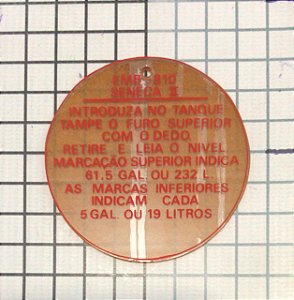 EMB-810
SENECA II
INTRODUZA NO TANQUE
TAMPE O FURO SUPERIOR
COM O DEDO
RETIRE E LEIA O NIVEL
MARCAÇÃO SUPERIOR INDICA
61.5 GAL. OU 232 L.
AS MARCAS INFERIORES
INDICAM CADA
5 GAL. OU 19 LITROS